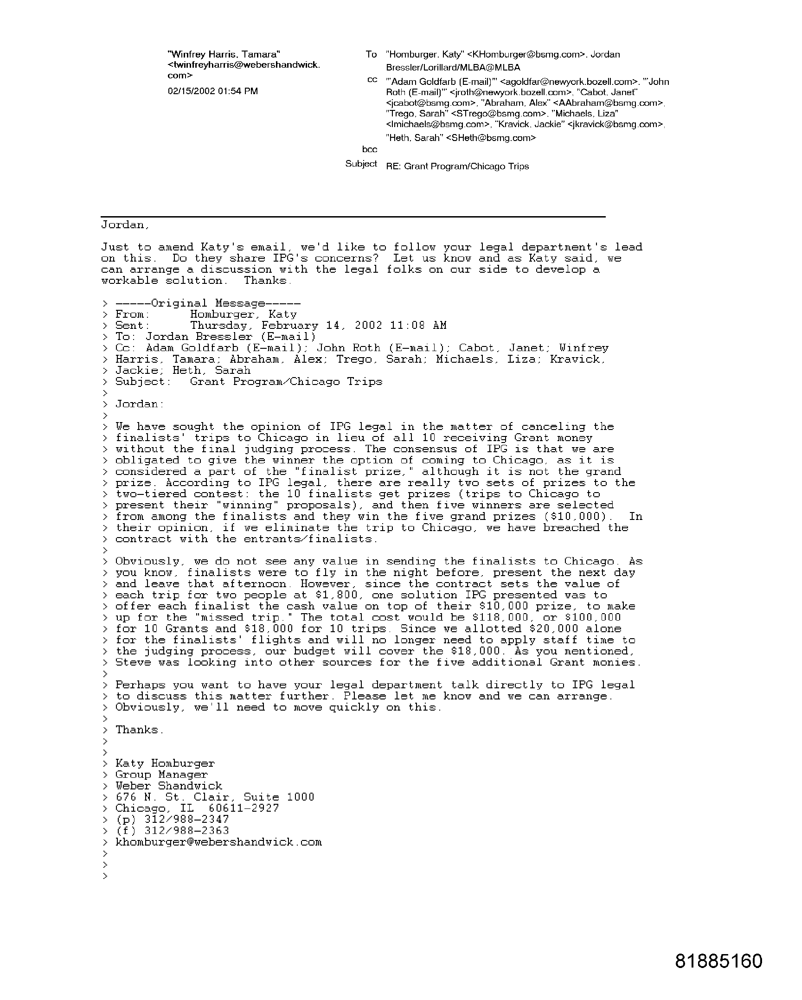 "Winfrey Harris, Tamara"
<twinfreyharris@webershandwick.
com>
02/15/2002 01:54 PM
To "Homburger, Katy" <KHomburger@bsmg.com>, Jordan
Bressler/Lorillard/MLBA@MLBA
cc "'Adam Goldfarb (E-mail)'" <agoldfar@newyork.bozell.com>, "'John
Roth (E-mail)'" <jroth@newyork.bozell.com>, "Cabot, Janet"
<jcabot@bsmg.com>, "Abraham, Alex" <AAbraham@bsmg.com>,
"Trego, Sarah" <STrego@bsmg.com>, "Michaels, Liza"
<lmichaels@bsmg.com>, "Kravick, Jackie" <jkravick@bsmg.com>,
"Heth, Sarah" <SHeth@bsmg.com>
bcc
Subject RE: Grant Program/Chicago Trips
Jordan,
Just to amend Katy's email, we'd like to follow your legal department's lead
on this. Do they share IPG's concerns? Let us know and as Katy said, we
can arrange a discussion with the legal folks on our side to develop a
workable solution. Thanks.
> -----Original Message-----
> From: Homburger, Katy
> Sent: Thursday, February 14, 2002 11:08 AM
> To: Jordan Bressler (E-mail)
> Cc: Adam Goldfarb (E-mail); John Roth (E-mail); Cabot, Janet; Winfrey
> Harris, Tamara; Abraham, Alex; Trego, Sarah; Michaels, Liza; Kravick,
> Jackie; Heth, Sarah
> Subject: Grant Program/Chicago Trips
>
> Jordan:
>
> We have sought the opinion of IPG legal in the matter of canceling the
> finalists' trips to Chicago in lieu of all 10 receiving Grant money
> without the final judging process. The consensus of IPG is that we are
> obligated to give the winner the option of coming to Chicago, as it is
> considered a part of the "finalist prize," although it is not the grand
> prize. According to IPG legal, there are really two sets of prizes to the
> two-tiered contest: the 10 finalists get prizes (trips to Chicago to
> present their "winning" proposals), and then five winners are selected
> from among the finalists and they win the five grand prizes ($10,000). In
> their opinion, if we eliminate the trip to Chicago, we have breached the
> contract with the entrants/finalists.
>
> Obviously, we do not see any value in sending the finalists to Chicago. As
> you know, finalists were to fly in the night before, present the next day
> and leave that afternoon. However, since the contract sets the value of
> each trip for two people at $1,800, one solution IPG presented was to
> offer each finalist the cash value on top of their $10,000 prize, to make
> up for the "missed trip." The total cost would be $118,000, or $100,000
> for 10 Grants and $18,000 for 10 trips. Since we allotted $20,000 alone
> for the finalists' flights and will no longer need to apply staff time to
> the judging process, our budget will cover the $18,000. As you mentioned,
> Steve was looking into other sources for the five additional Grant monies.
>
> Perhaps you want to have your legal department talk directly to IPG legal
> to discuss this matter further. Please let me know and we can arrange.
> Obviously, we'll need to move quickly on this.
>
> Thanks.
>
>
> Katy Homburger
> Group Manager
> Weber Shandwick
> 676 N. St. Clair, Suite 1000
> Chicago, IL 60611-2927
> (p) 312/988-2347
> (f) 312/988-2363
> khomburger@webershandwick.com
>
>
>
81885160